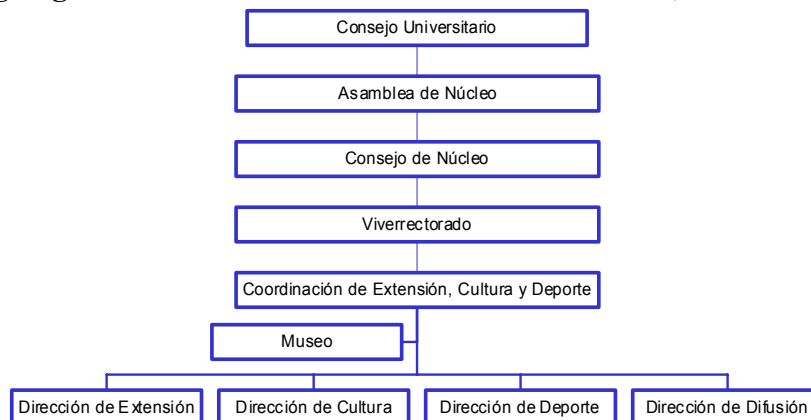 Consejo Universitario
Asamblea de Núcleo
Consejo de Núcleo
Viverrectorado
Coordinación de Extensión, Cultura y Deporte
Museo
Dirección de Extensión
Dirección de Cultura
Dirección de Deporte
Dirección de Difusión